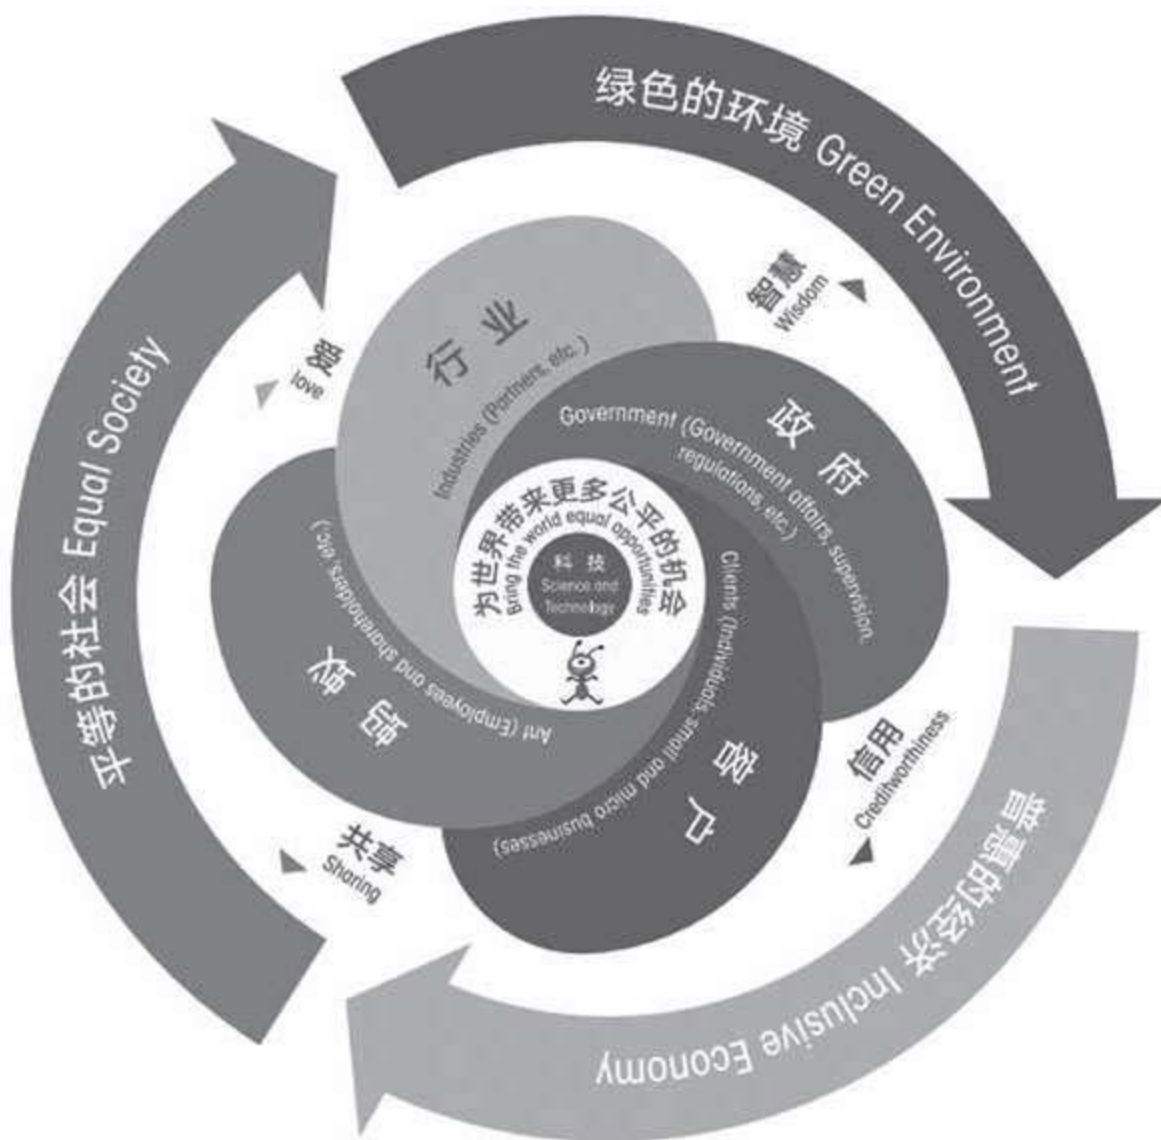 绿色的环境 Green Environment
普惠的经济 Inclusive Economy
平等的社会 Equal Society
智慧
Wisdom
信用
Creditworthiness
共享
Sharing
爱
love
行业
Industries (Partners, etc.)
政府
Government (Government affairs, supervision,
regulations, etc.)
客户
Clients (Individuals, small and micro businesses)
蚂蚁
Ant (Employees and shareholders, etc)
为世界带来更多公平的机会
Bring the world equal opportunities
科技
Science and
Technology